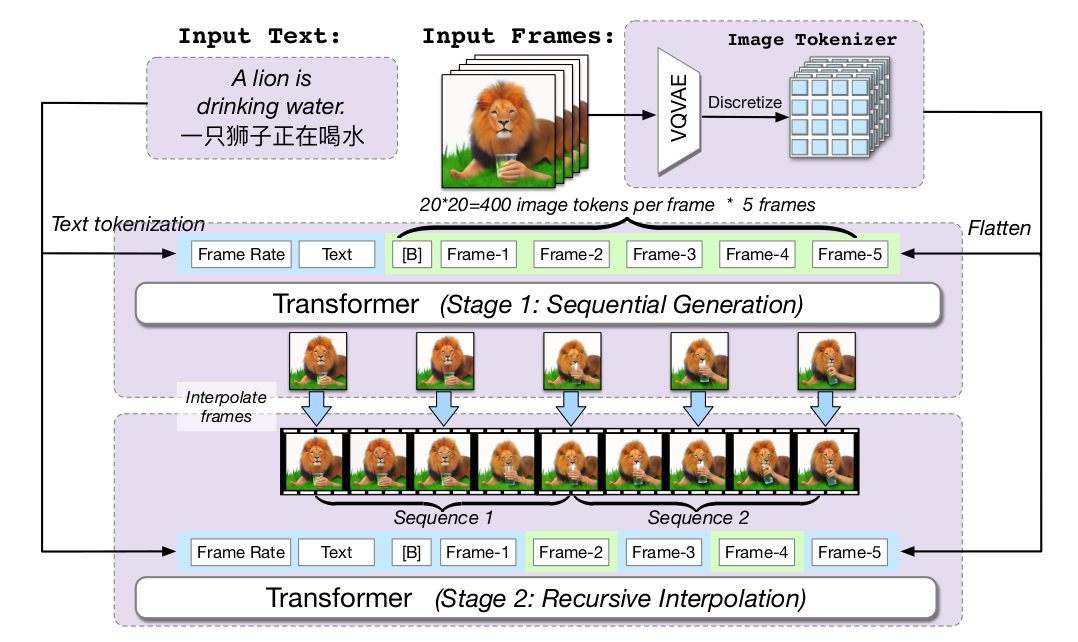 Input Text:
A lion is
drinking water.
一只狮子正在喝水
Input Frames:
Image Tokenizer
VQVAE
Discretize
20*20=400 image tokens per frame * 5 frames
Text tokenization
Flatten
Frame Rate
Text
[B]
Frame-1
Frame-2
Frame-3
Frame-4
Frame-5
Transformer (Stage 1: Sequential Generation)
Interpolate
frames
Sequence 1
Sequence 2
Frame Rate
Text
[B]
Frame-1
Frame-2
Frame-3
Frame-4
Frame-5
Transformer (Stage 2: Recursive Interpolation)